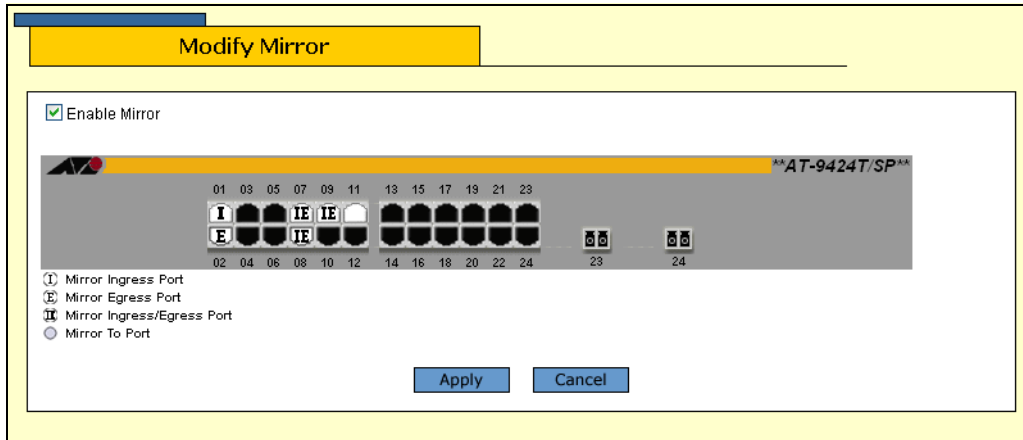 Modify Mirror
Enable Mirror
**AT-9424T/SP**
01 03 05 07 09 11 13 15 17 19 21 23
I IE IE
E IE
02 04 06 08 10 12 14 16 18 20 22 24 23 24
I Mirror Ingress Port
E Mirror Egress Port
IE Mirror Ingress/Egress Port
Mirror To Port
Apply Cancel